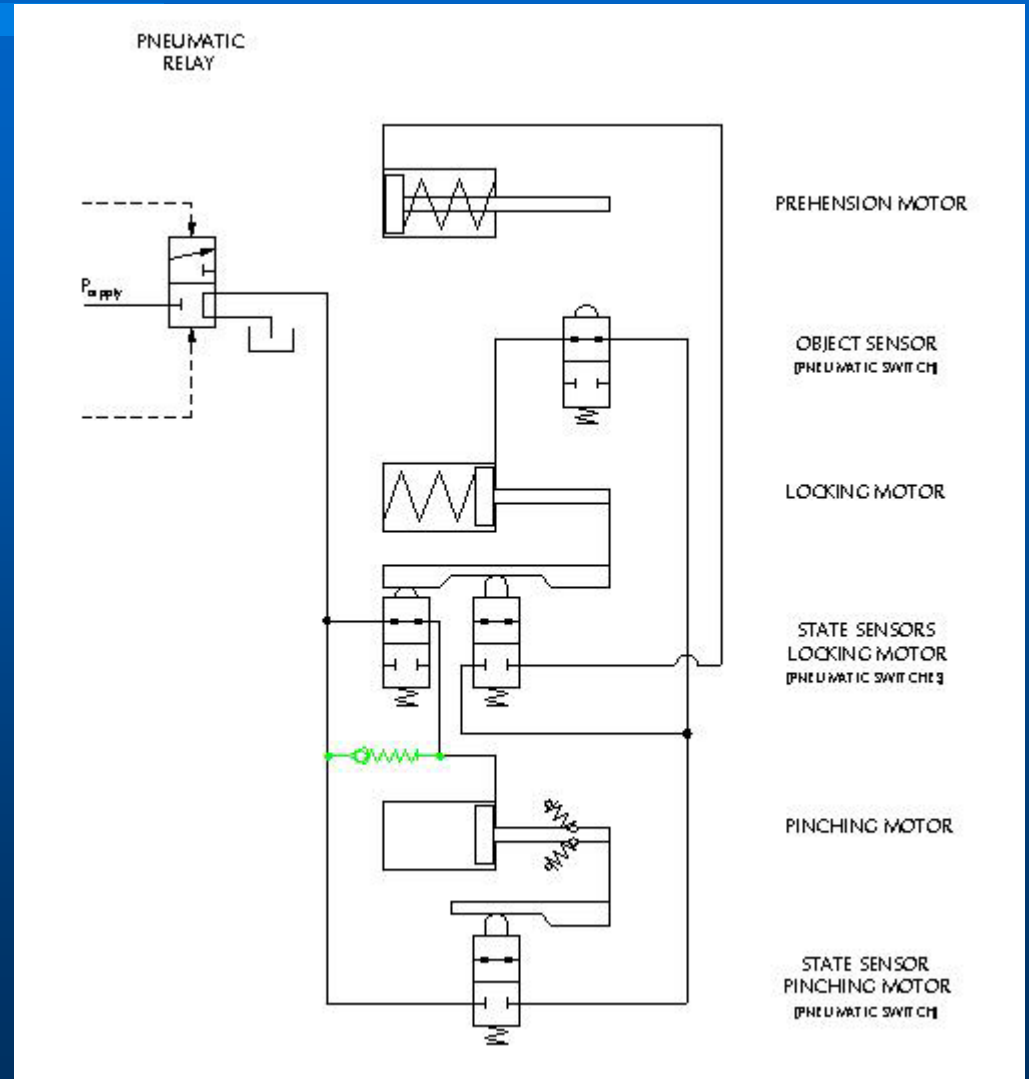 PNEUMATIC
RELAY
PREHENSION MOTOR
Psupply
OBJECT SENSOR
[PNEUMATIC SWITCH]
LOCKING MOTOR
STATE SENSORS
LOCKING MOTOR
[PNEUMATIC SWITCHES]
PINCHING MOTOR
STATE SENSOR
PINCHING MOTOR
[PNEUMATIC SWITCH]